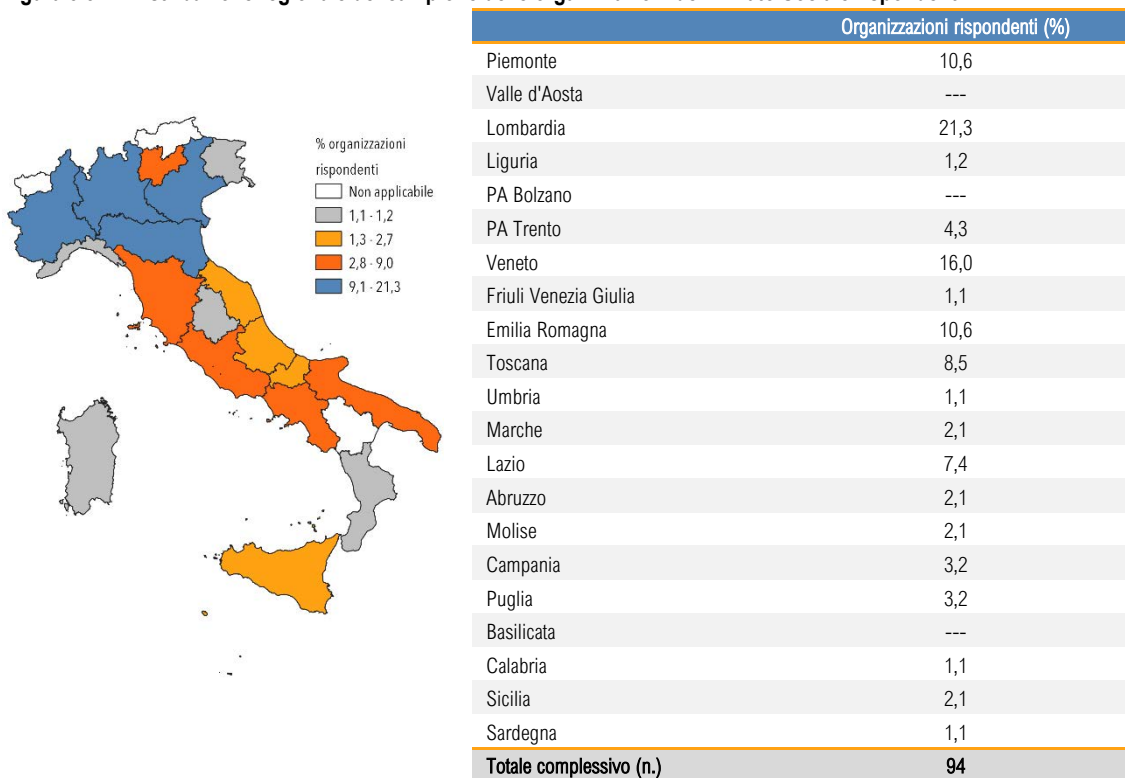 Organizzazioni rispondenti (%)
Piemonte 10,6
Valle d'Aosta ---
Lombardia 21,3
Liguria 1,2
PA Bolzano ---
PA Trento 4,3
Veneto 16,0
Friuli Venezia Giulia 1,1
Emilia Romagna 10,6
Toscana 8,5
Umbria 1,1
Marche 2,1
Lazio 7,4
Abruzzo 2,1
Molise 2,1
Campania 3,2
Puglia 3,2
Basilicata ---
Calabria 1,1
Sicilia 2,1
Sardegna 1,1
Totale complessivo (n.) 94
% organizzazioni
rispondenti
Non applicabile
1,1 - 1,2
1,3 - 2,7
2,8 - 9,0
9,1 - 21,3